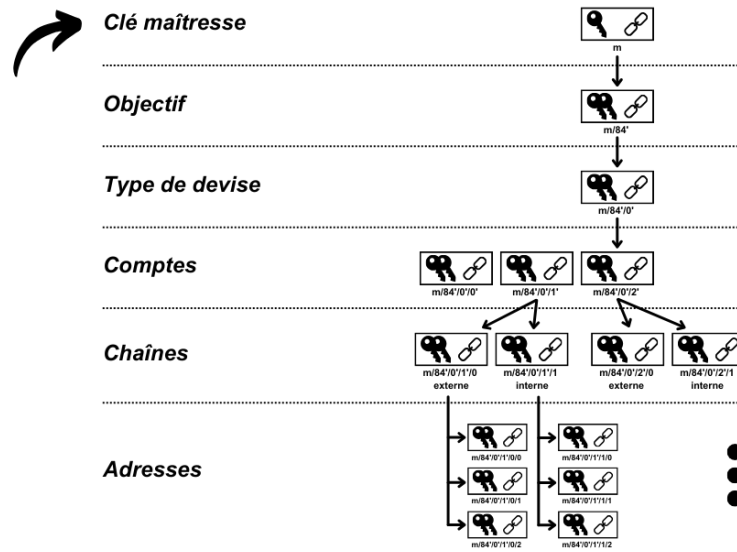 Clé maîtresse
m
Objectif
m/84'
Type de devise
m/84'/0'
Comptes
m/84'/0'/0' m/84'/0'/1' m/84'/0'/2'
Chaînes
m/84'/0'/1'/0 m/84'/0'/1'/1 m/84'/0'/2'/0 m/84'/0'/2'/1
externe interne externe interne
Adresses
m/84'/0'/1'/0/0 m/84'/0'/1'/1/0
m/84'/0'/1'/0/1 m/84'/0'/1'/1/1
m/84'/0'/1'/0/2 m/84'/0'/1'/1/2